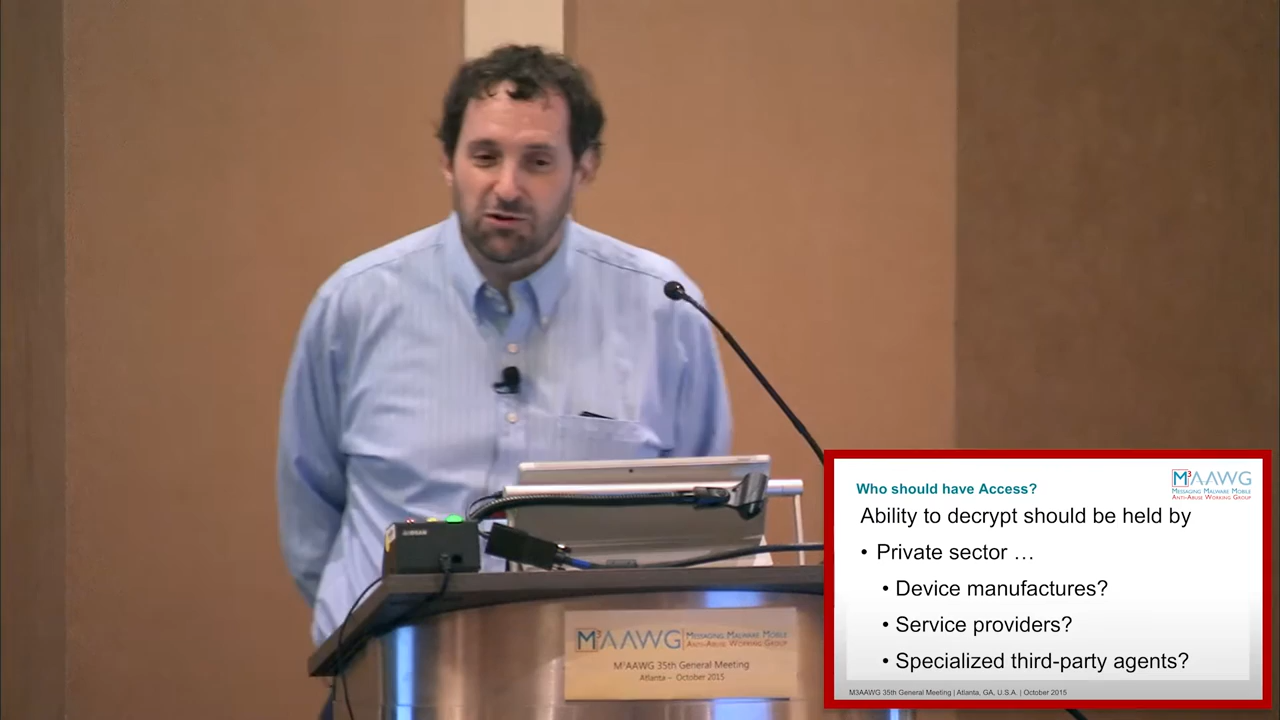 M³AAWG MESSAGING MALWARE MOBILE
ANTI-ABUSE WORKING GROUP
M³AAWG 35th General Meeting
Atlanta – October 2015
Who should have Access?
M³AAWG
MESSAGING MALWARE MOBILE
ANTI-ABUSE WORKING GROUP
Ability to decrypt should be held by
• Private sector …
• Device manufactures?
• Service providers?
• Specialized third-party agents?
M3AAWG 35th General Meeting | Atlanta, GA, U.S.A. | October 2015